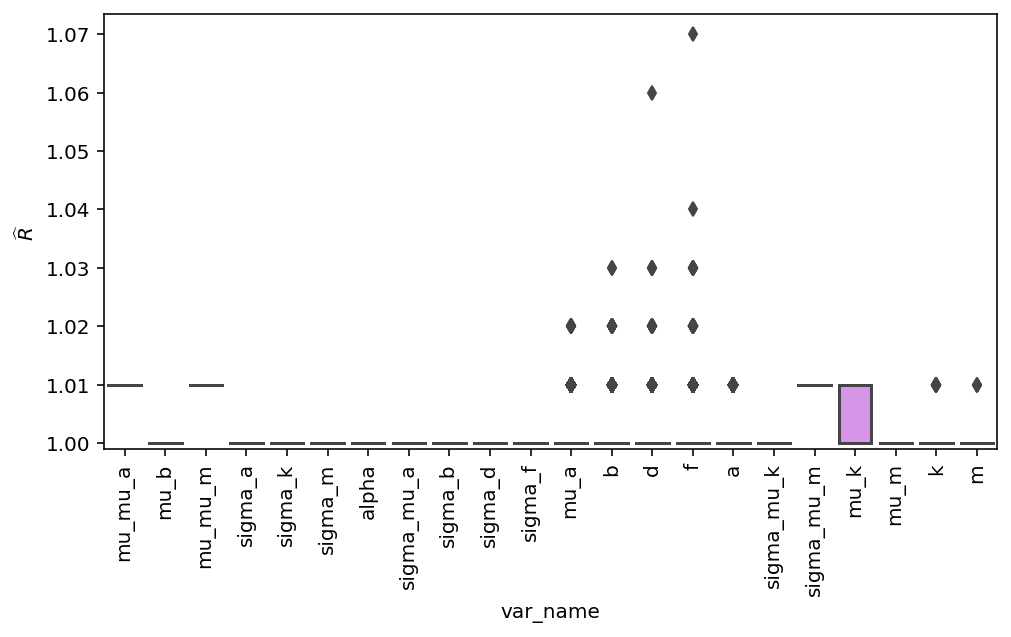 1.07
1.06
1.05
1.04
1.03
1.02
1.01
1.00
R̂
mu_mu_a
mu_b
mu_mu_m
sigma_a
sigma_k
sigma_m
alpha
sigma_mu_a
sigma_b
sigma_d
sigma_f
mu_a
b
d
f
a
sigma_mu_k
sigma_mu_m
mu_k
mu_m
k
m
var_name